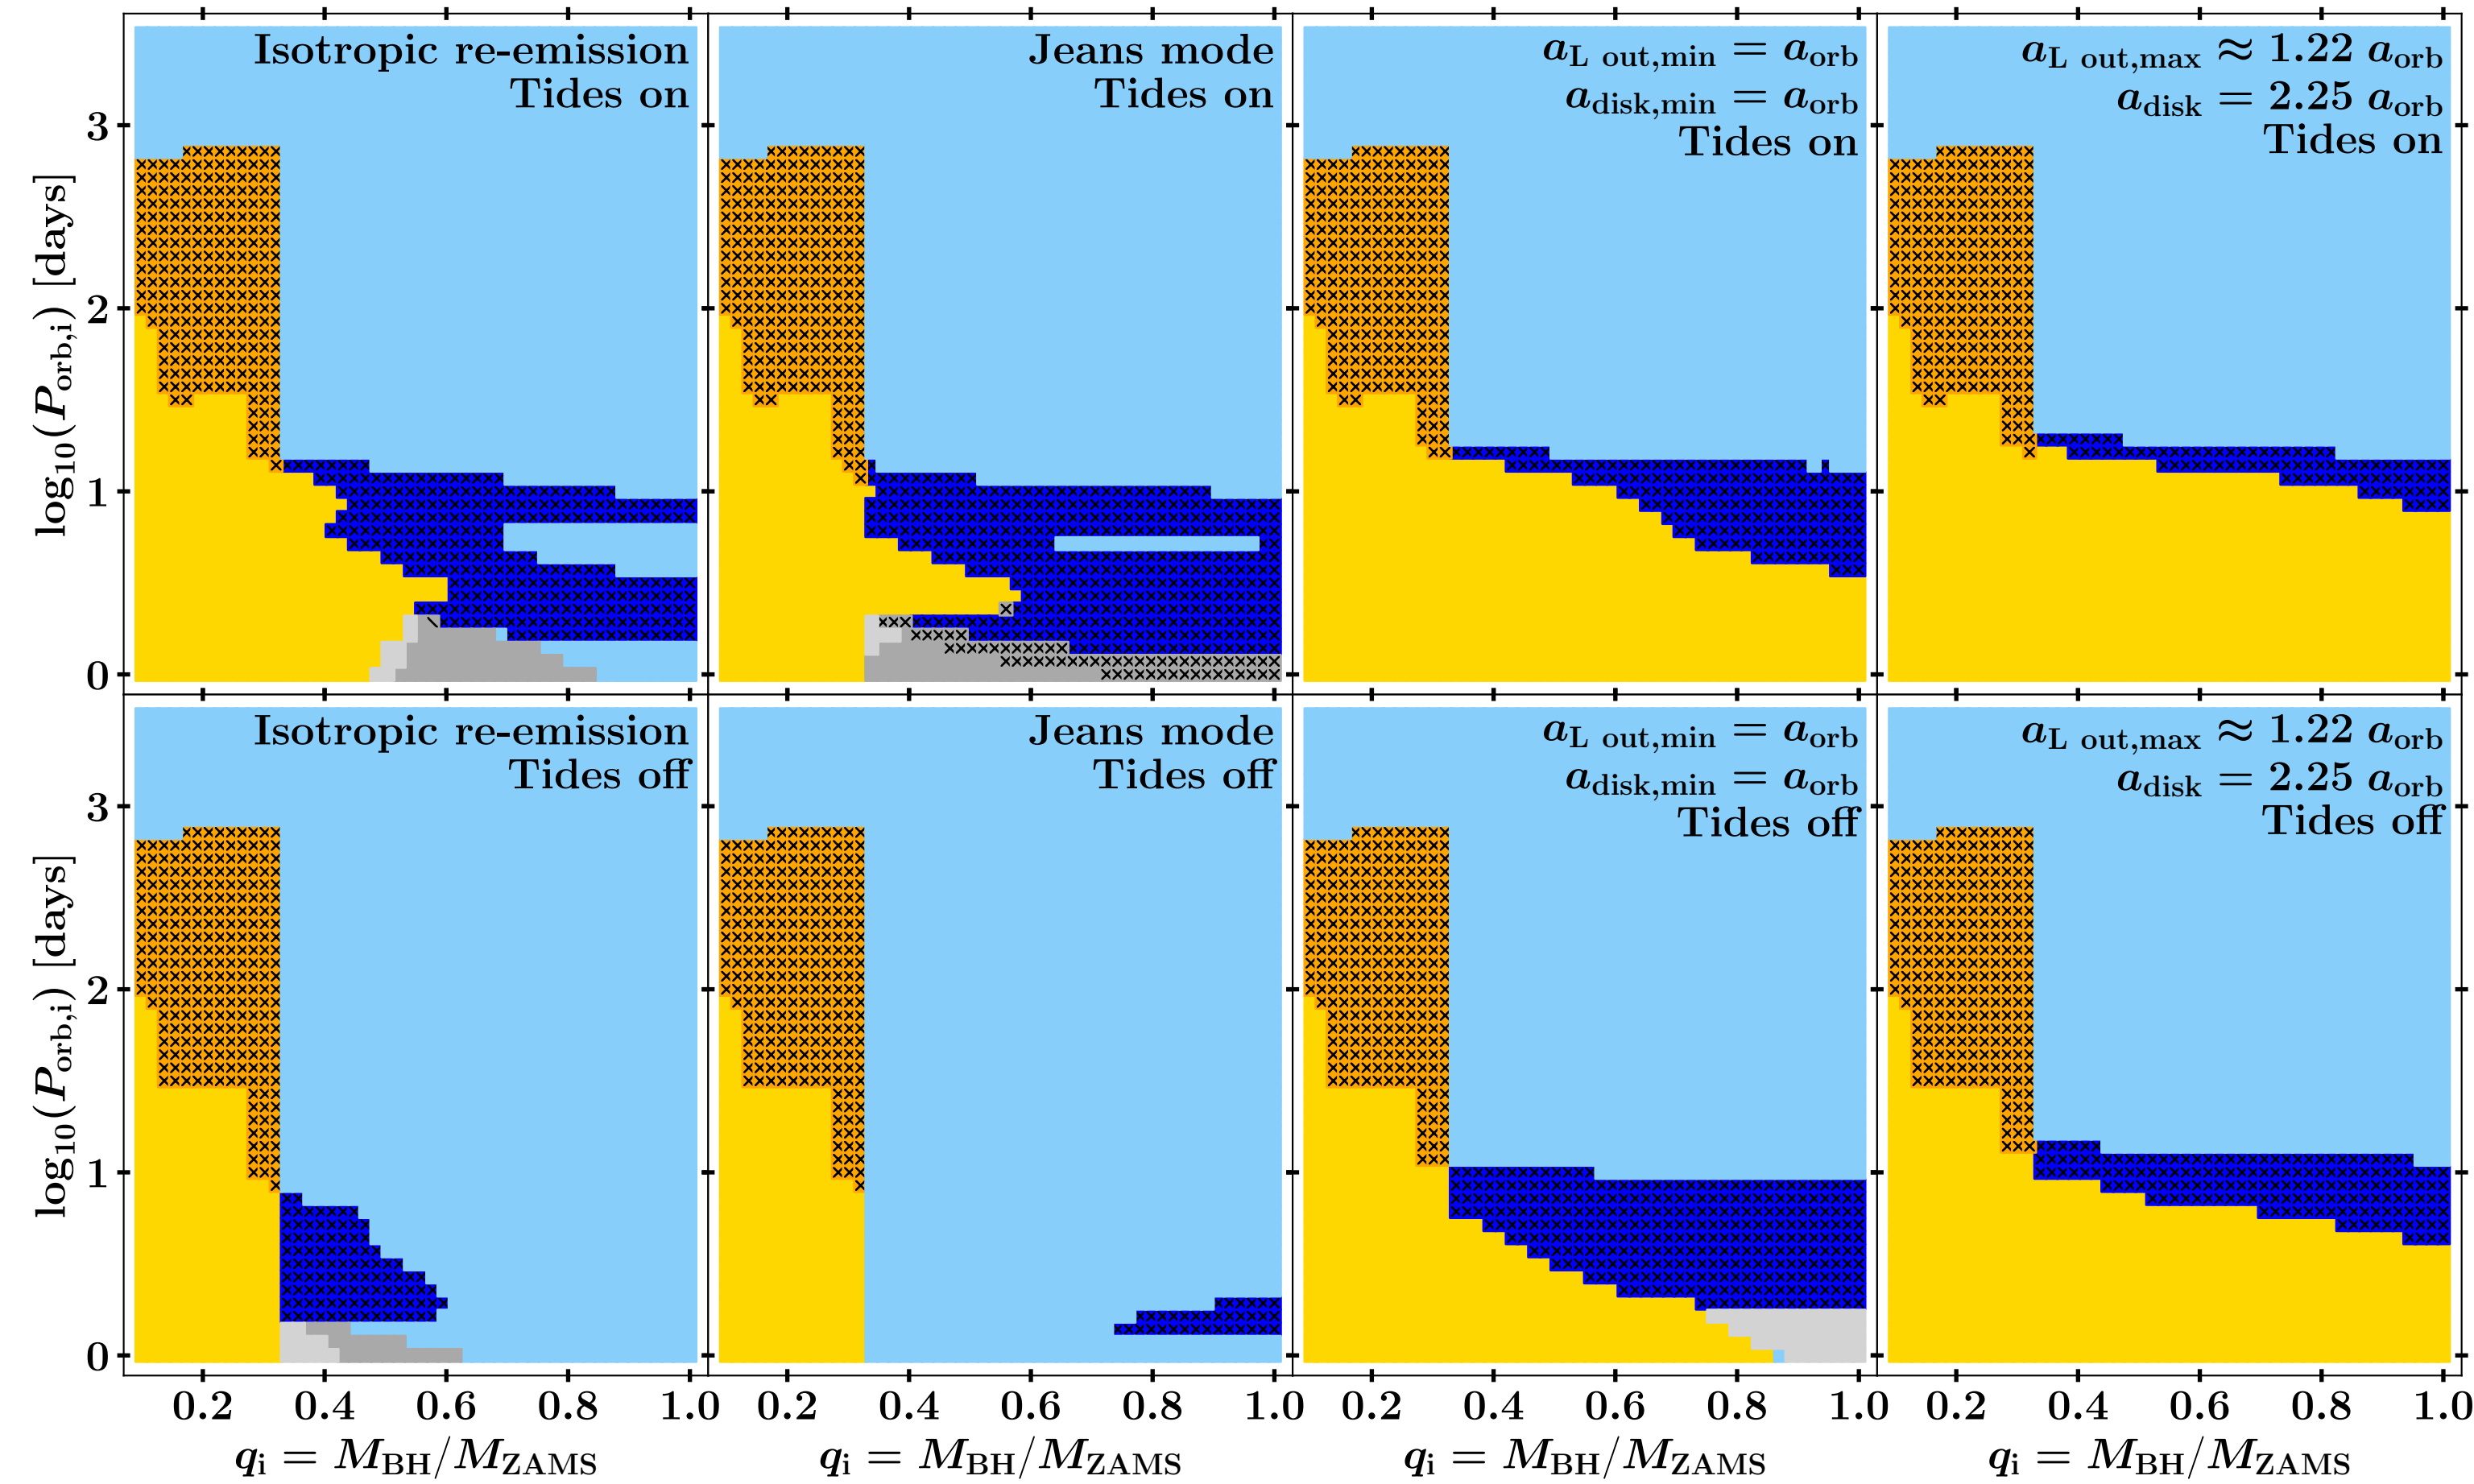 Isotropic re-emission
Tides on
Jeans mode
Tides on
a_L out,min = a_orb
a_disk,min = a_orb
Tides on
a_L out,max ≈ 1.22 a_orb
a_disk = 2.25 a_orb
Tides on
log10(P_orb,i) [days]
3
2
1
0
Isotropic re-emission
Tides off
Jeans mode
Tides off
a_L out,min = a_orb
a_disk,min = a_orb
Tides off
a_L out,max ≈ 1.22 a_orb
a_disk = 2.25 a_orb
Tides off
log10(P_orb,i) [days]
3
2
1
0
0.2 0.4 0.6 0.8 1.0
0.2 0.4 0.6 0.8 1.0
0.2 0.4 0.6 0.8 1.0
0.2 0.4 0.6 0.8 1.0
q_i = M_BH/M_ZAMS
q_i = M_BH/M_ZAMS
q_i = M_BH/M_ZAMS
q_i = M_BH/M_ZAMS